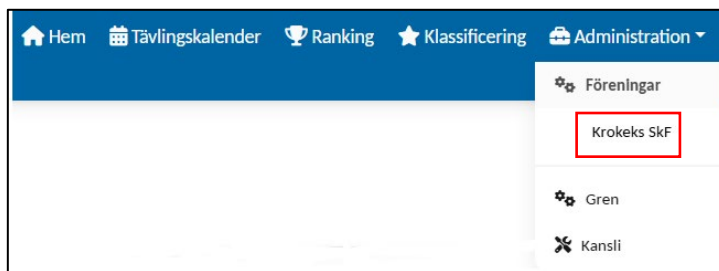 Hem Tävlingskalender Ranking Klassificering Administration
Föreningar
Krokeks SkF
Gren
Kansli